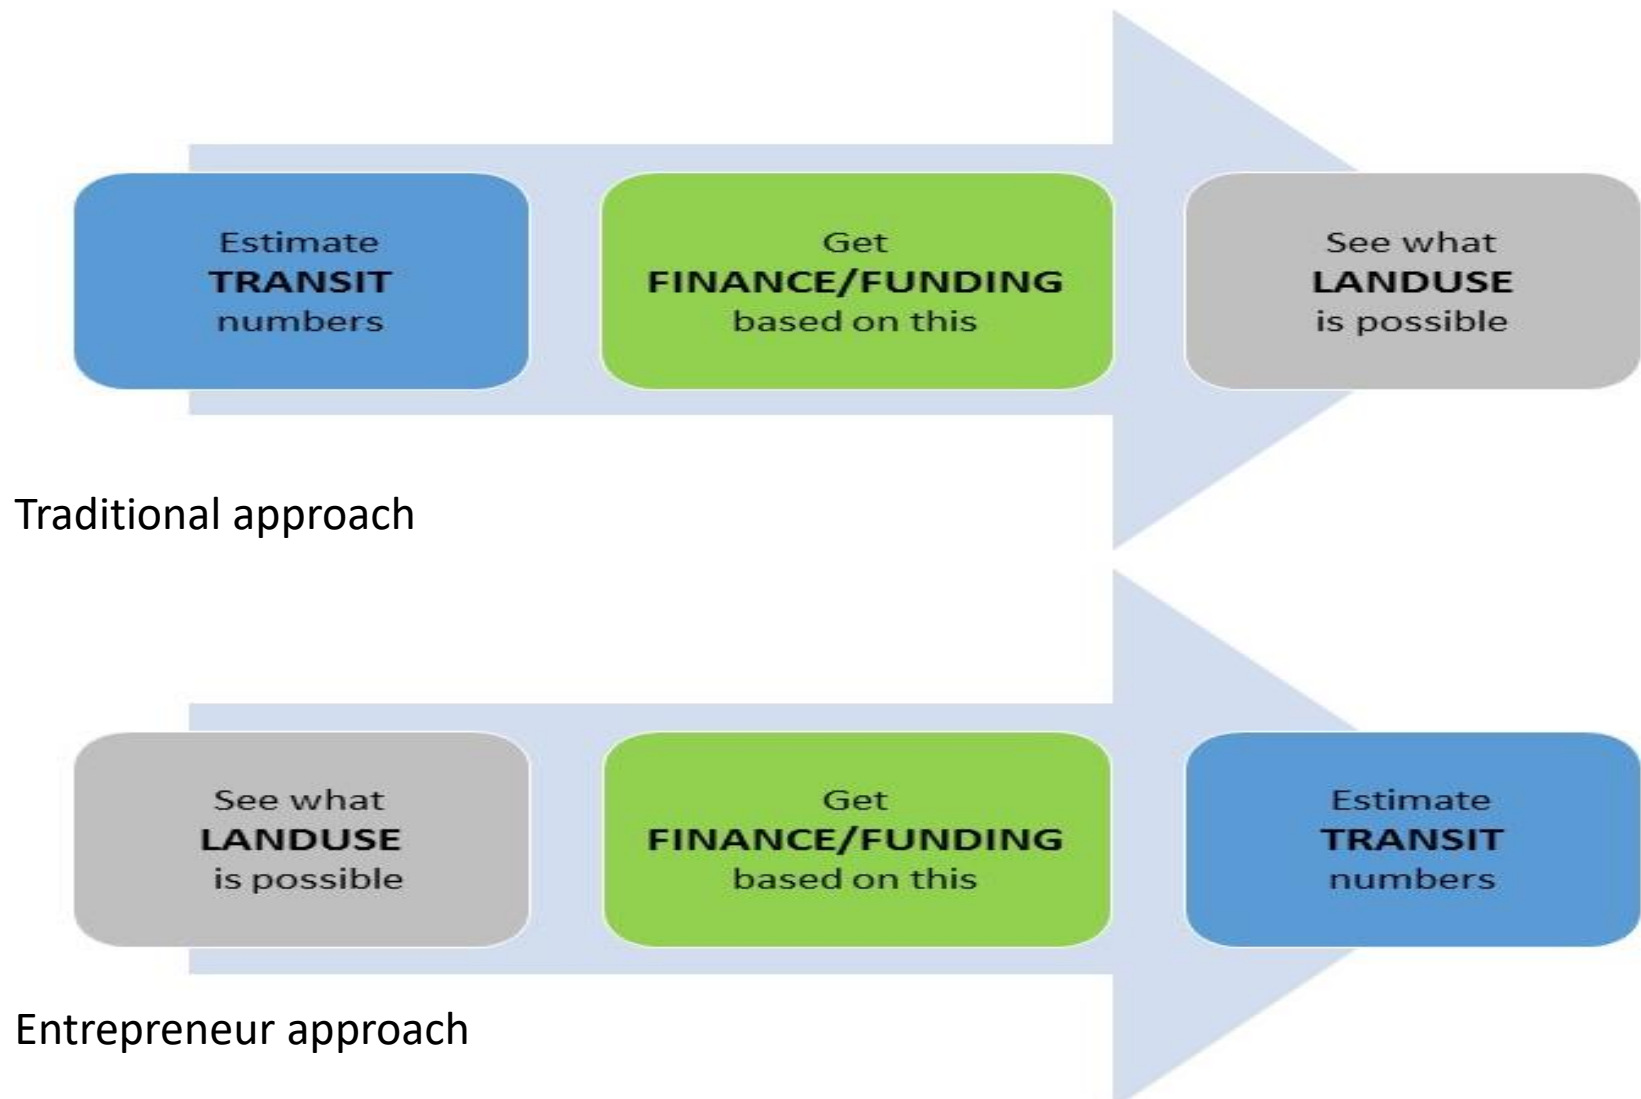 Estimate
TRANSIT
numbers
Get
FINANCE/FUNDING
based on this
See what
LANDUSE
is possible
Traditional approach
See what
LANDUSE
is possible
Get
FINANCE/FUNDING
based on this
Estimate
TRANSIT
numbers
Entrepreneur approach